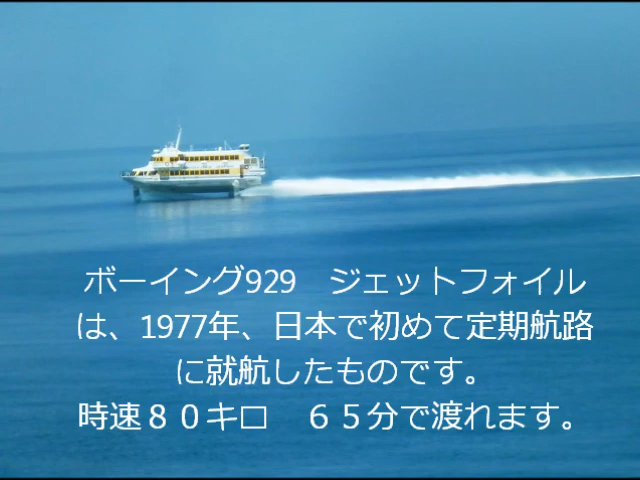 ボーイング929　ジェットフォイル
は、1977年、日本で初めて定期航路
に就航したものです。
時速８０キロ　６５分で渡れます。